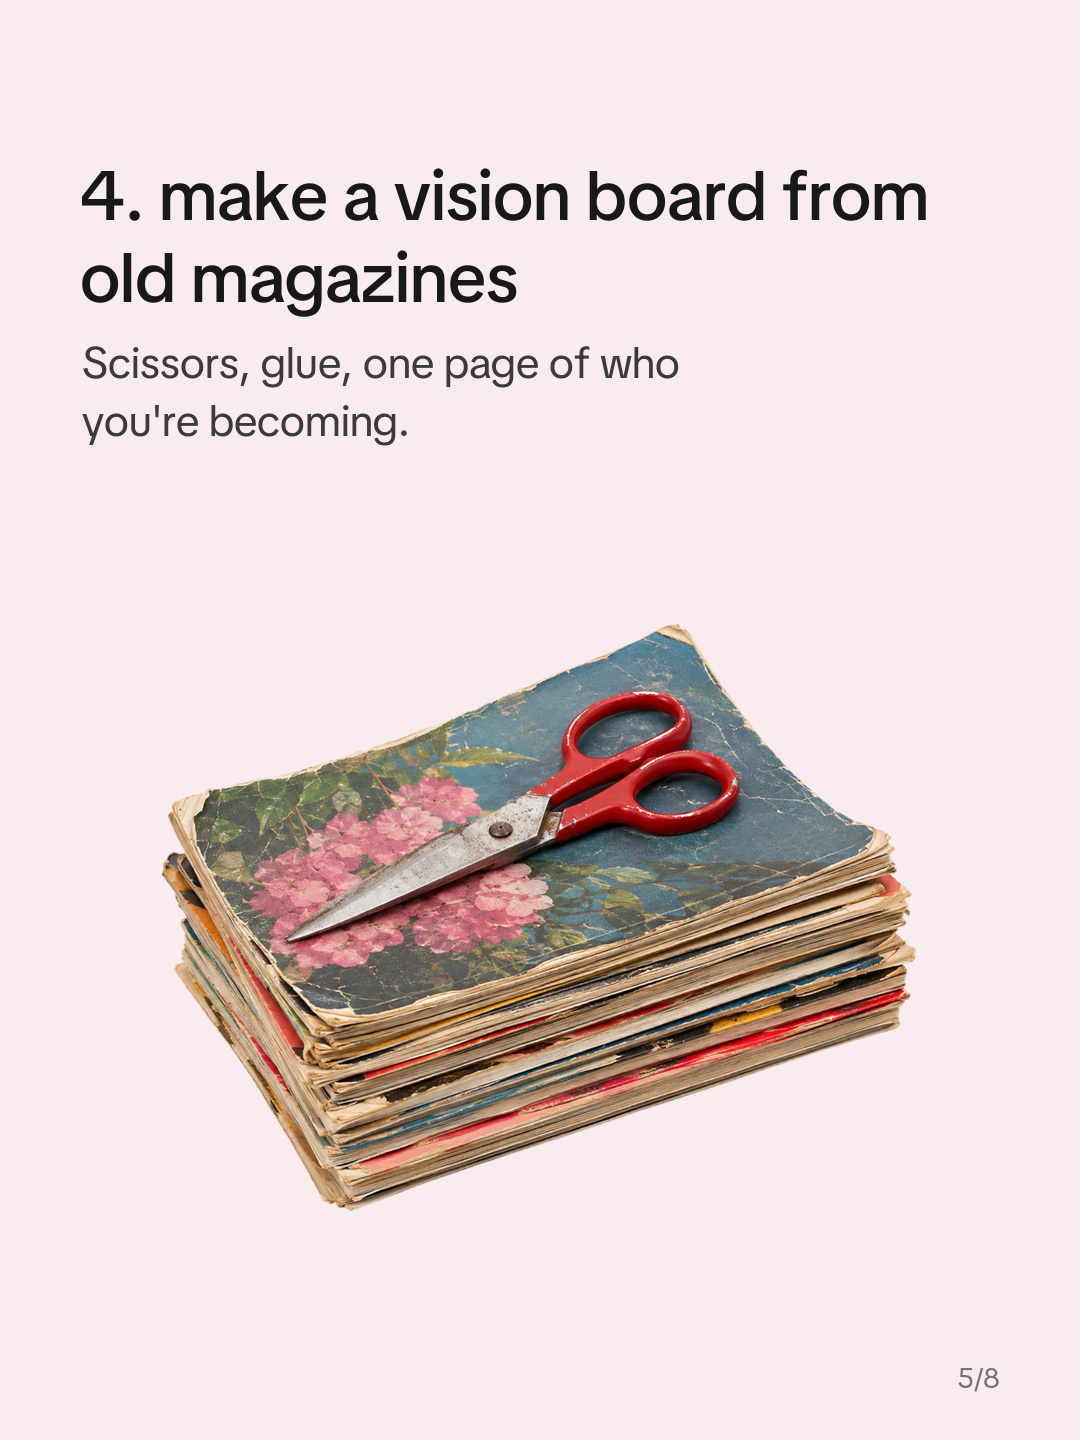 4. make a vision board from
old magazines
Scissors, glue, one page of who
you're becoming.
5/8